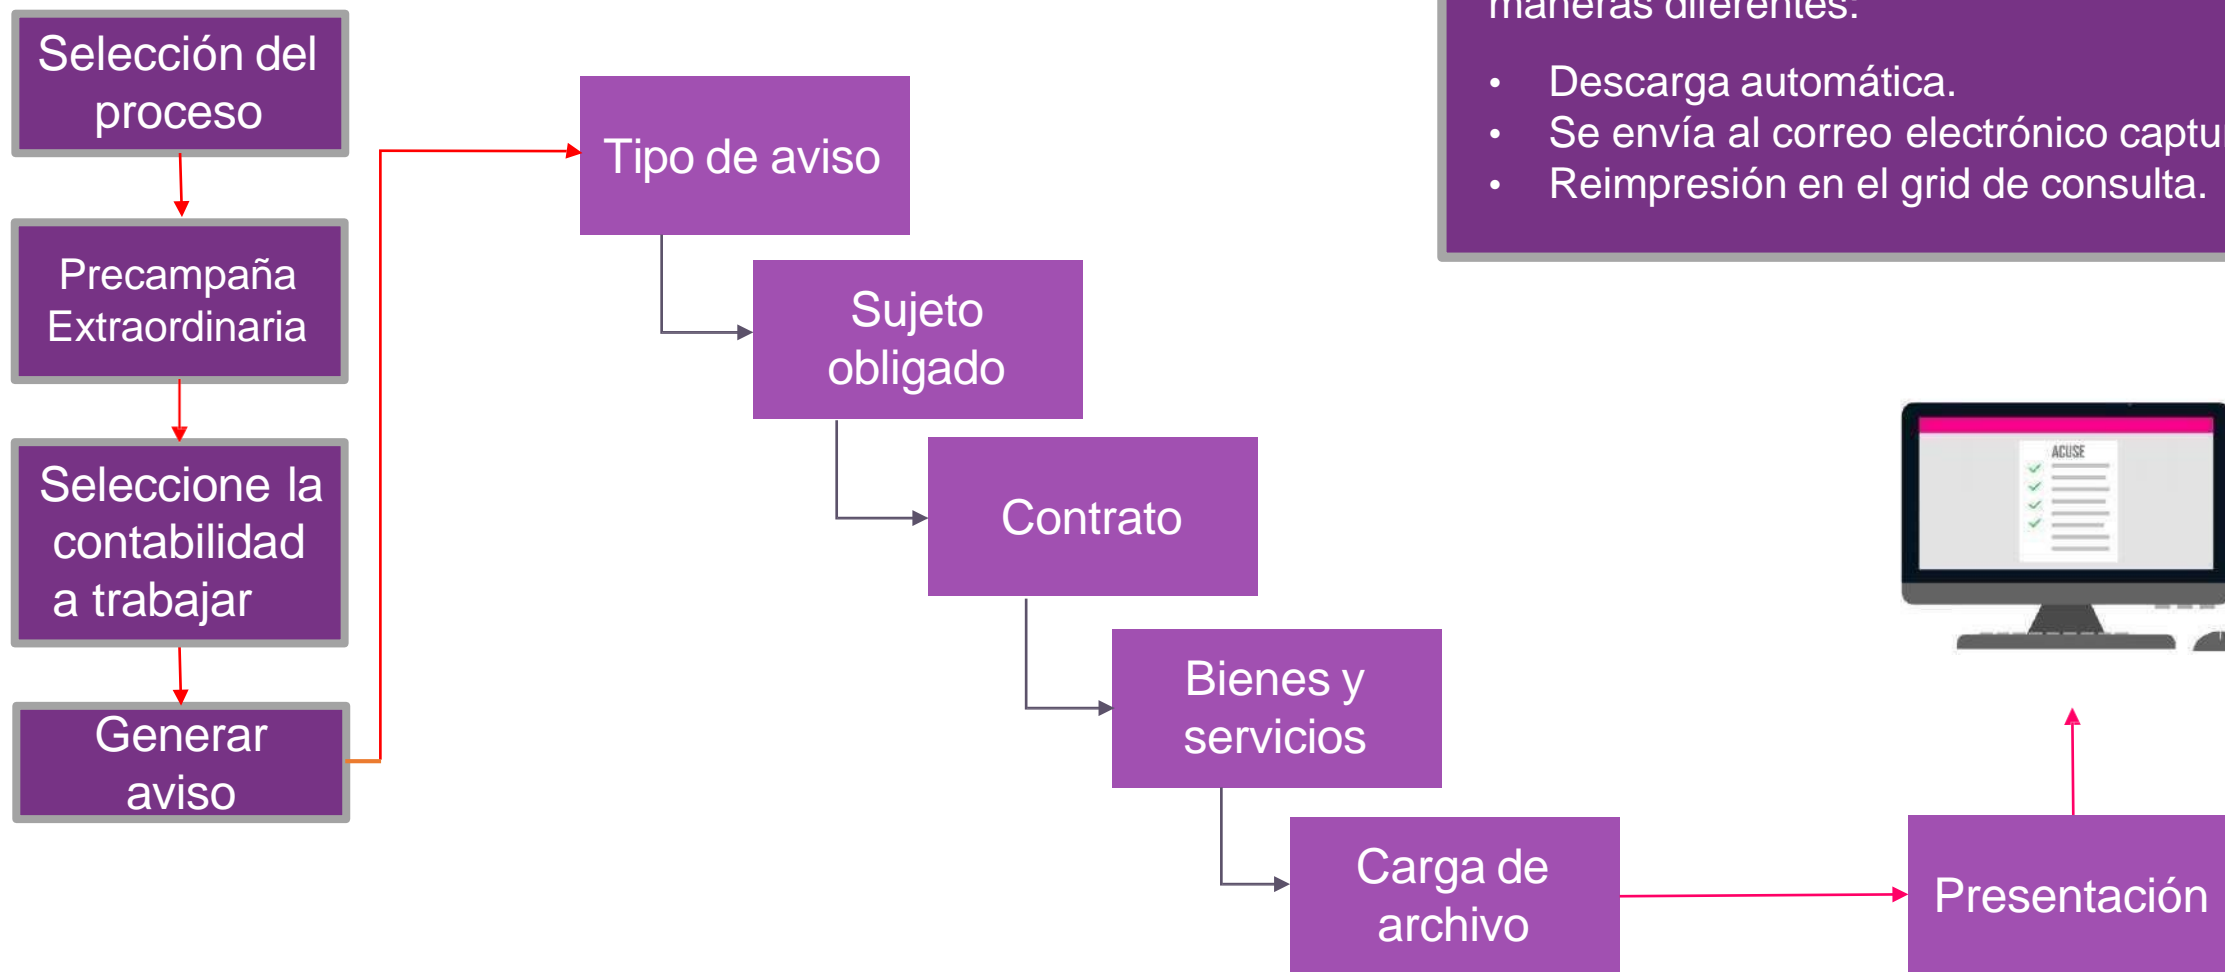 Selección del
proceso
Precampaña
Extraordinaria
Seleccione la
contabilidad
a trabajar
Generar
aviso
Tipo de aviso
Sujeto
obligado
Contrato
Bienes y
servicios
Carga de
archivo
Presentación
maneras diferentes:
• Descarga automática.
• Se envía al correo electrónico
• Reimpresión en el grid de consulta.
ACUSE